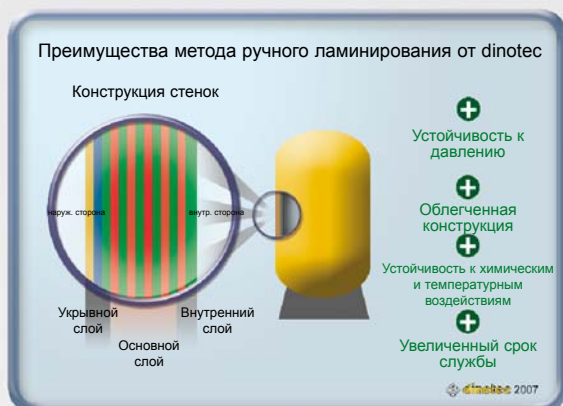 Преимущества метода ручного ламинирования от dinotec
Конструкция стенок
наруж. сторона
внутр. сторона
Укрывной
слой
Основной
слой
Внутренний
слой
Устойчивость к
давлению
Облегченная
конструкция
Устойчивость к химическим
и температурным
воздействиям
Увеличенный срок
службы
dinotec 2007